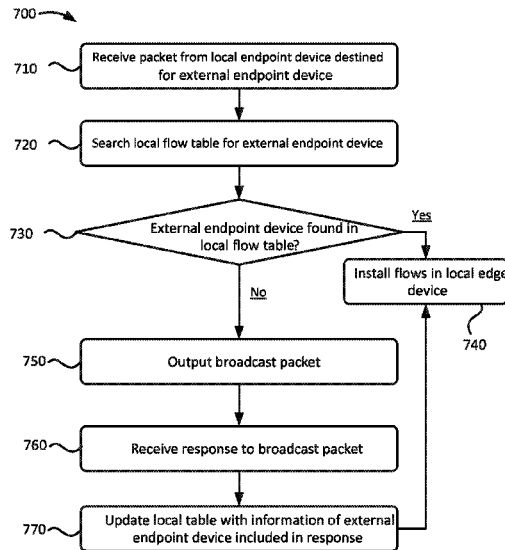 700
710
Receive packet from local endpoint device destined
for external endpoint device
720
Search local flow table for external endpoint device
730
External endpoint device found in
local flow table?
Yes
Install flows in local edge
device
740
No
750
Output broadcast packet
760
Receive response to broadcast packet
770
Update local table with information of external
endpoint device included in response